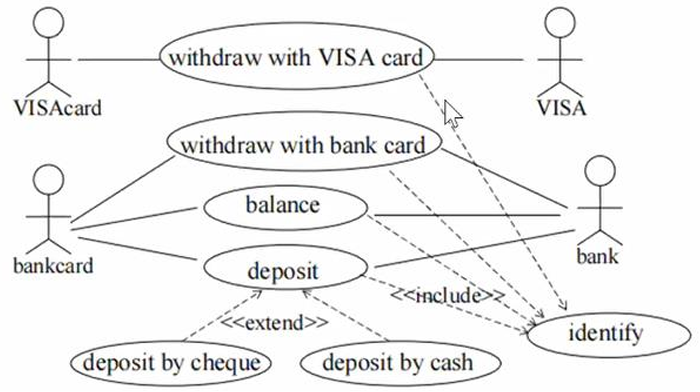 withdraw with VISA card
VISAcard
VISA
withdraw with bank card
balance
bankcard
bank
deposit
<<include>>
<<extend>>
identify
deposit by cheque
deposit by cash